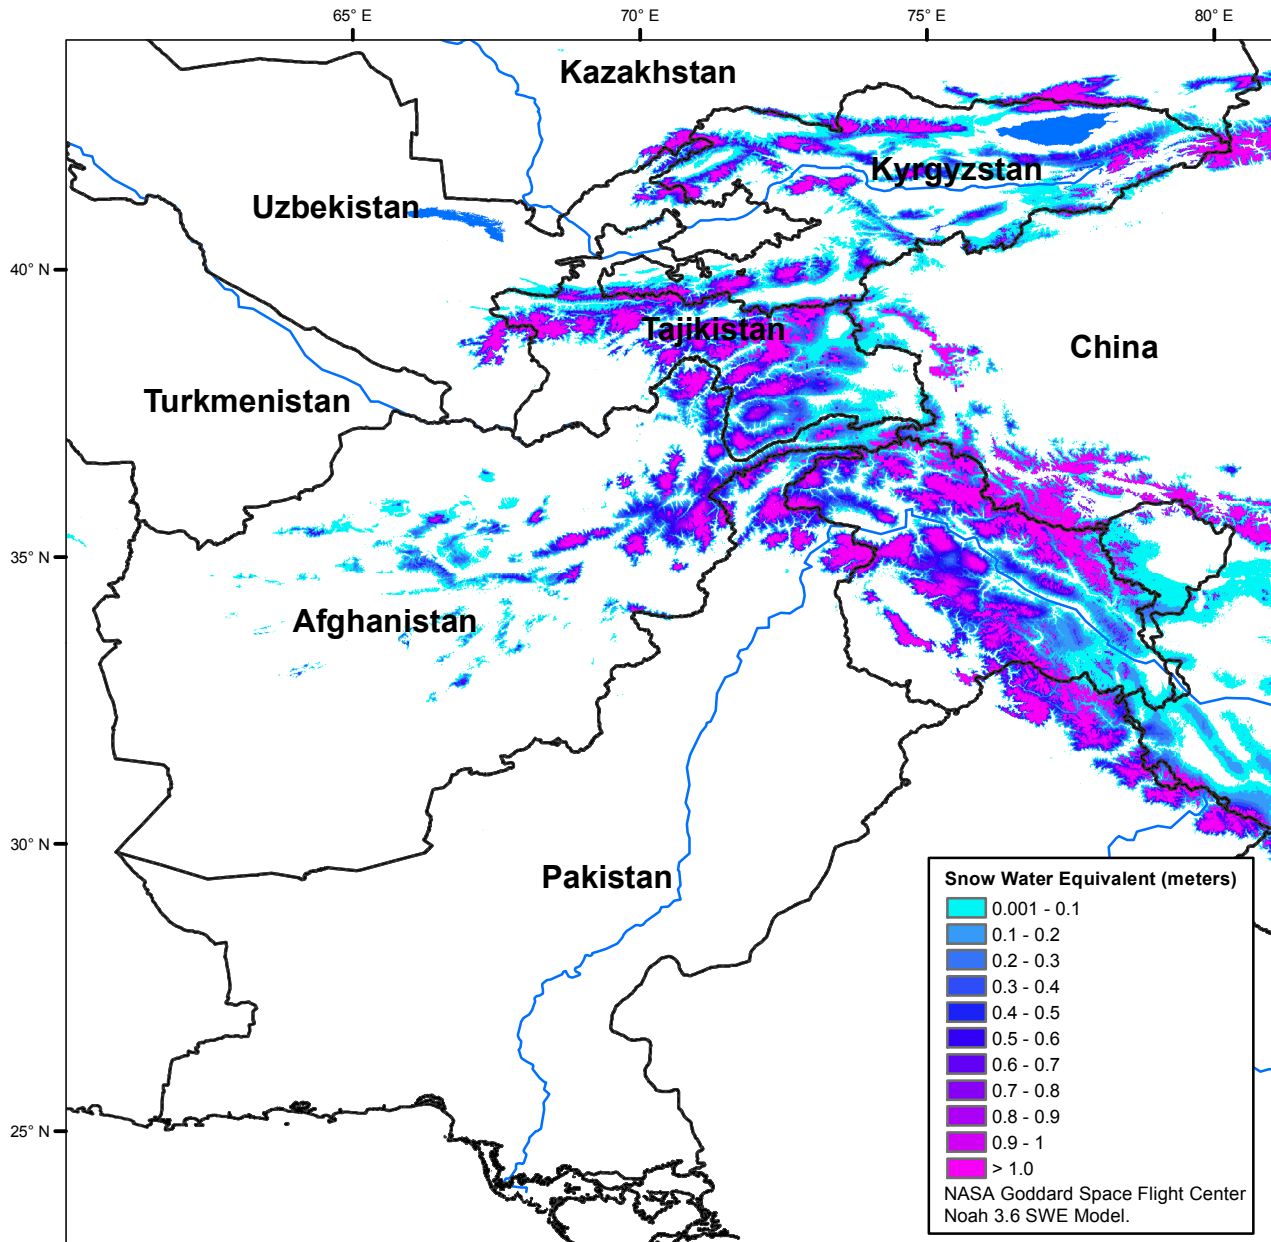 65° E
70° E
75° E
80° E
Kazakhstan
Kyrgyzstan
Uzbekistan
40° N
Tajikistan
China
Turkmenistan
35° N
Afghanistan
30° N
Pakistan
25° N
Snow Water Equivalent (meters)
0.001 - 0.1
0.1 - 0.2
0.2 - 0.3
0.3 - 0.4
0.4 - 0.5
0.5 - 0.6
0.6 - 0.7
0.7 - 0.8
0.8 - 0.9
0.9 - 1
> 1.0
NASA Goddard Space Flight Center
Noah 3.6 SWE Model.